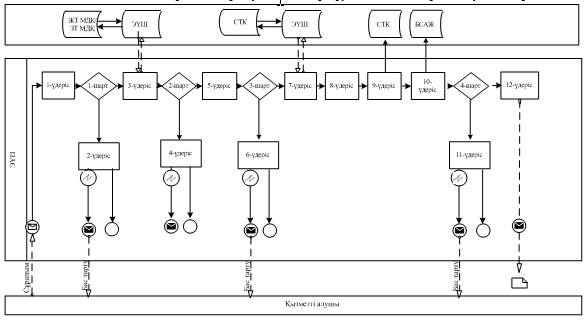 ЖТ МДҚ
ЗТ МДҚ
ЭҮШ
СТК
ЭҮШ
СТК
БСАЖ
1-үдеріс
1-шарт
3-үдеріс
2-шарт
5-үдеріс
3-шарт
7-үдеріс
8-үдеріс
9-үдеріс
10-
үдеріс
4-шарт
12-үдеріс
2-үдеріс
4-үдеріс
6-үдеріс
11-үдеріс
ЭҮП
Сұраным
Бас тарту
Бас тарту
Бас тарту
Қызметті алушы